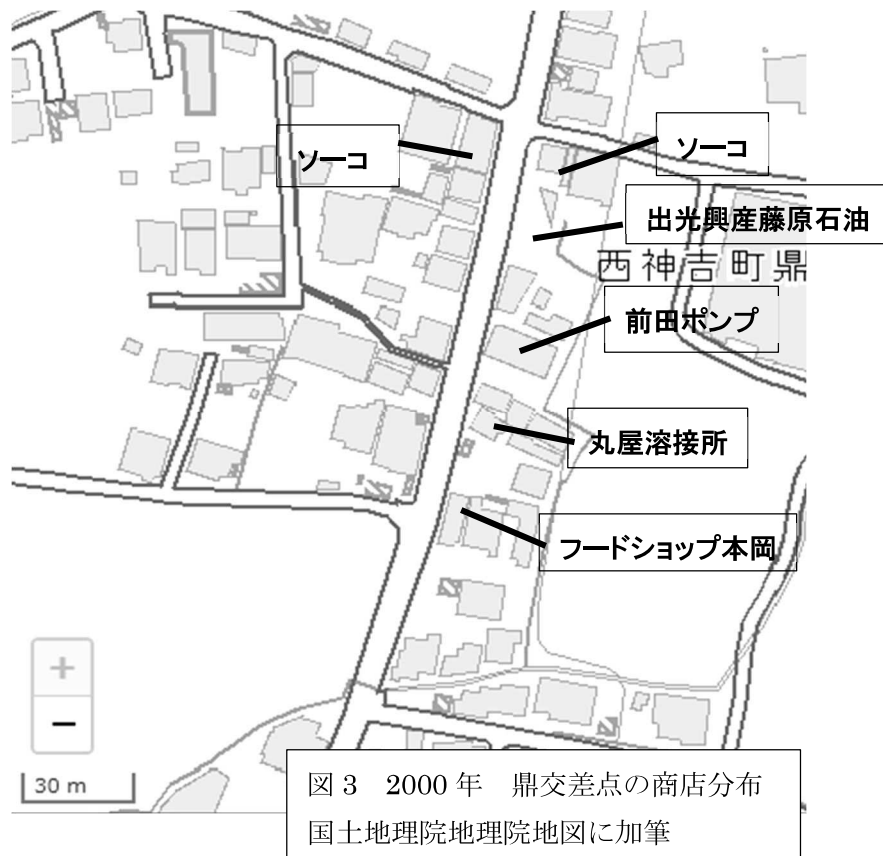 ソーコ
ソーコ
出光興産藤原石油
西神吉町鼎
前田ポンプ
丸屋溶接所
フードショップ本岡
+
−
30 m
図3 2000年 鼎交差点の商店分布
国土地理院地理院地図に加筆